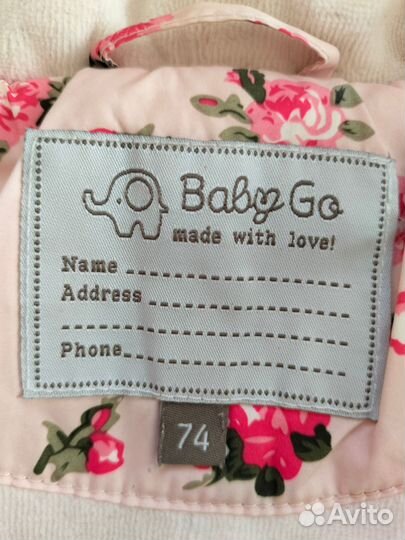 Baby Go
made with love!
Name
Address
Phone
74
Avito